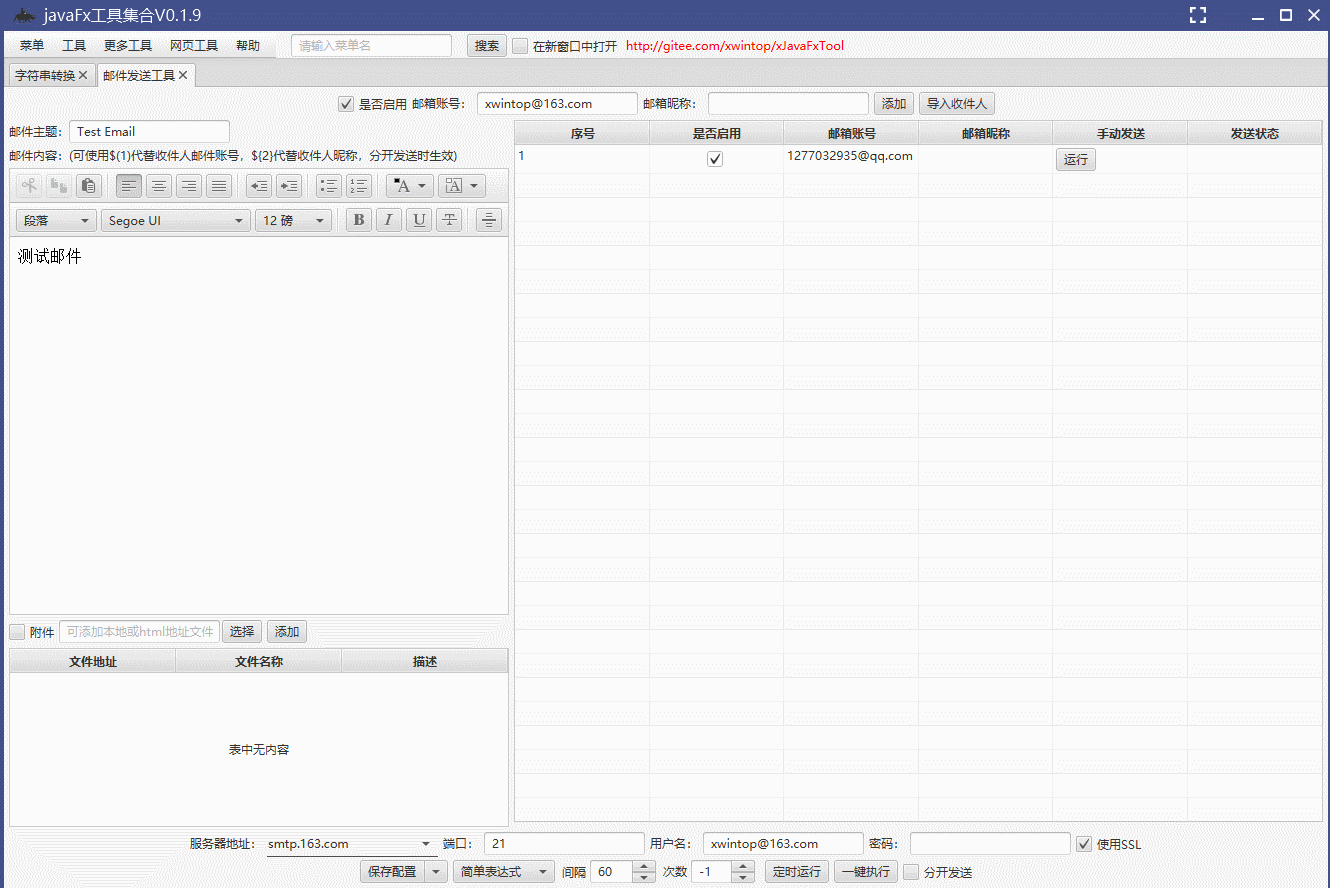 javaFx工具集合V0.1.9
菜单 工具 更多工具 网页工具 帮助 请输入菜单名 搜索 在新窗口中打开 http://gitee.com/xwintop/xJavaFxTool
字符串转换 邮件发送工具
是否启用 邮箱账号： xwintop@163.com 邮箱昵称： 添加 导入收件人
邮件主题： Test Email
邮件内容：(可使用$(1)代替收件人邮件账号，${2}代替收件人昵称，分开发送时生效)
段落 Segoe UI 12 磅 B I U T
测试邮件
序号 是否启用 邮箱账号 邮箱昵称 手动发送 发送状态
1 1277032935@qq.com 运行
附件 可添加本地或html地址文件 选择 添加
文件地址 文件名称 描述
表中无内容
服务器地址： smtp.163.com 端口： 21 用户名： xwintop@163.com 密码： 使用SSL
保存配置 简单表达式 间隔 60 次数 -1 定时运行 一键执行 分开发送